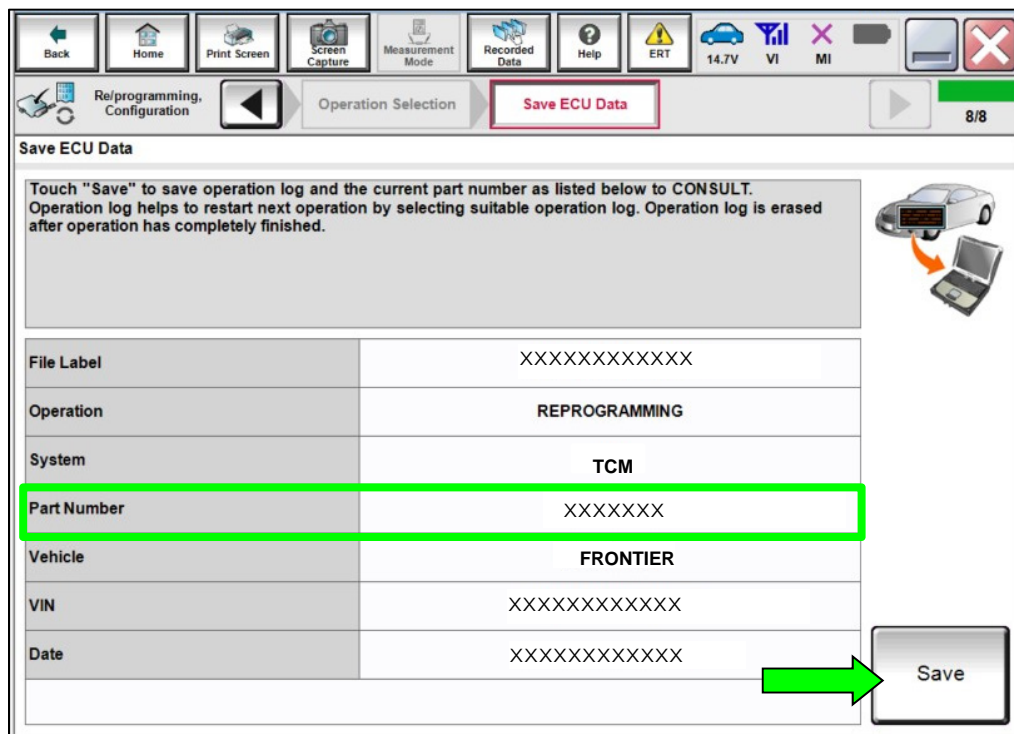 Back
Home
Print Screen
Screen
Capture
Measurement
Mode
Recorded
Data
Help
ERT
14.7V
VI
MI
Re/programming,
Configuration
Operation Selection
Save ECU Data
8/8
Save ECU Data
Touch "Save" to save operation log and the current part number as listed below to CONSULT.
Operation log helps to restart next operation by selecting suitable operation log. Operation log is erased
after operation has completely finished.
File Label
XXXXXXXXXXXX
Operation
REPROGRAMMING
System
TCM
Part Number
XXXXXXX
Vehicle
FRONTIER
VIN
XXXXXXXXXXXX
Date
XXXXXXXXXXXX
Save